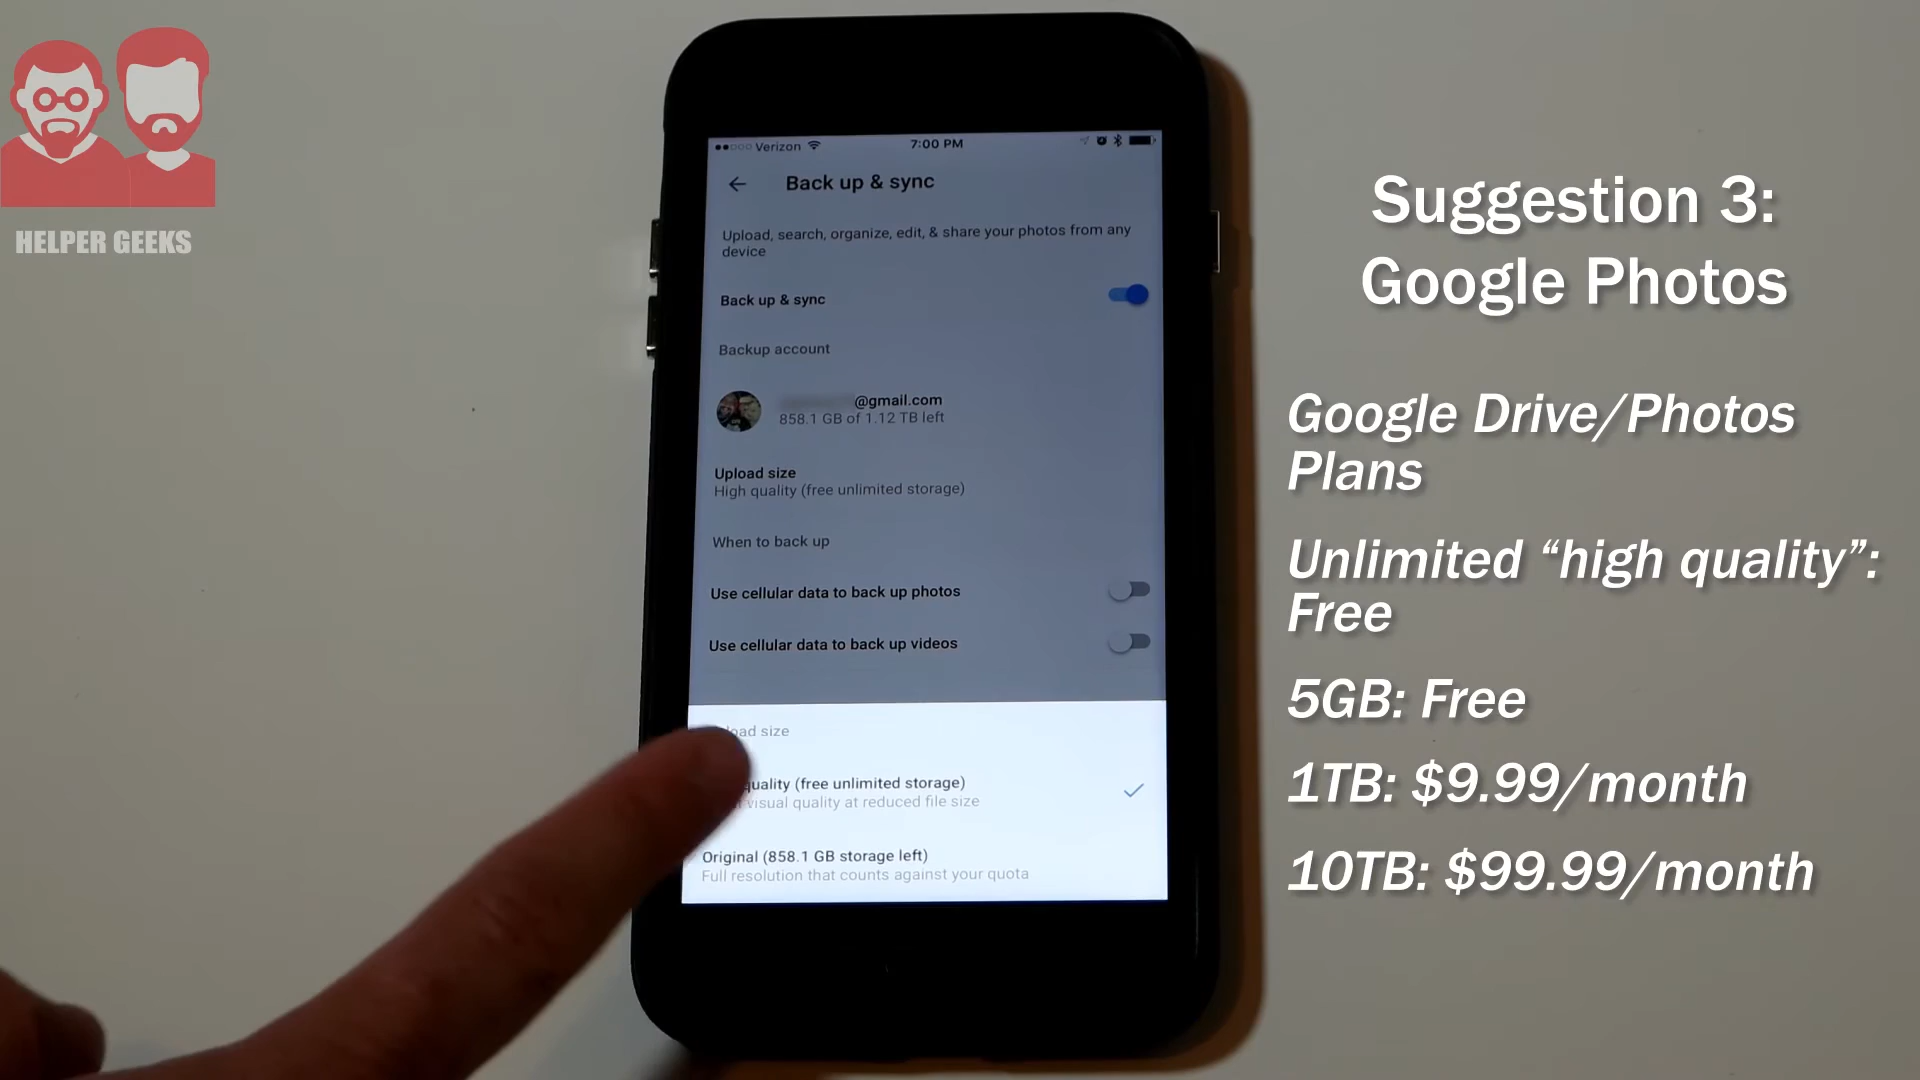 HELPER GEEKS
Verizon 7:00 PM
Back up & sync
Upload, search, organize, edit, & share your photos from any
device
Back up & sync
Backup account
@gmail.com
858.1 GB of 1.12 TB left
Upload size
High quality (free unlimited storage)
When to back up
Use cellular data to back up photos
Use cellular data to back up videos
size
quality (free unlimited storage)
visual quality at reduced file size
Original (858.1 GB storage left)
Full resolution that counts against your quota
Suggestion 3:
Google Photos
Google Drive/Photos
Plans
Unlimited “high quality”:
Free
5GB: Free
1TB: $9.99/month
10TB: $99.99/month